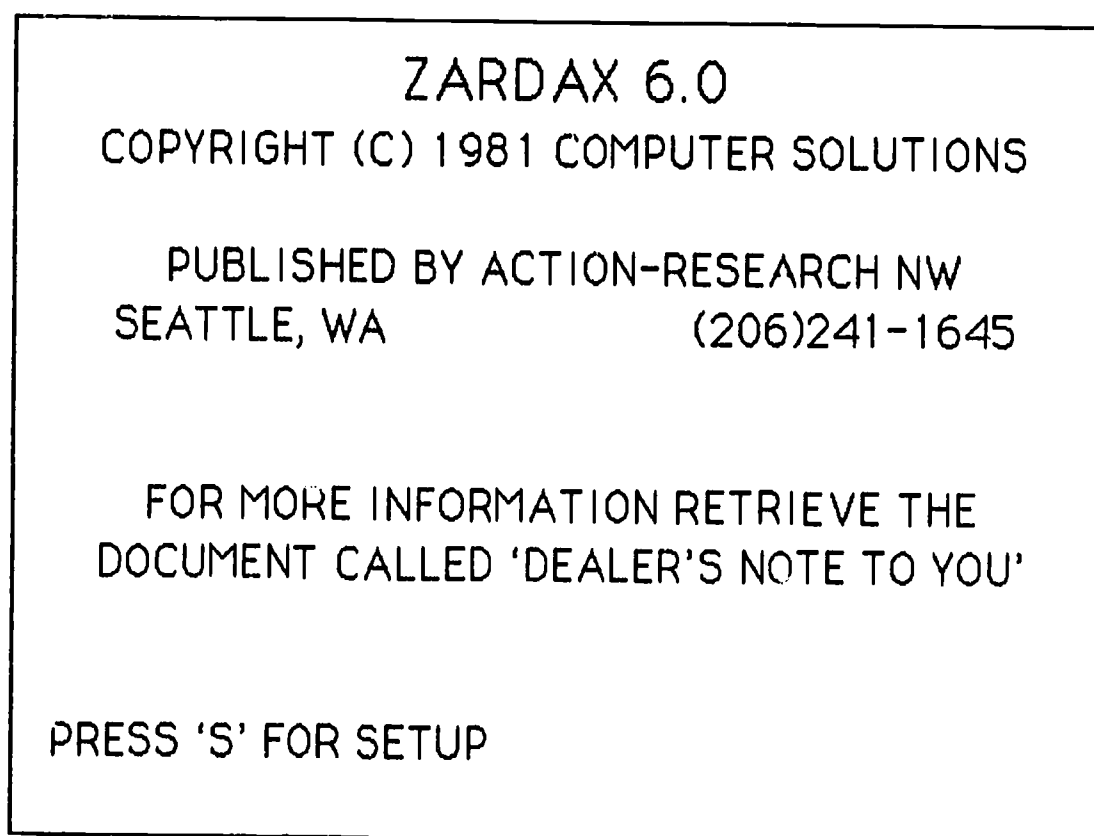 ZARDAX 6.0
COPYRIGHT (C) 1981 COMPUTER SOLUTIONS
PUBLISHED BY ACTION-RESEARCH NW
SEATTLE, WA (206)241-1645
FOR MORE INFORMATION RETRIEVE THE
DOCUMENT CALLED 'DEALER'S NOTE TO YOU'
PRESS 'S' FOR SETUP